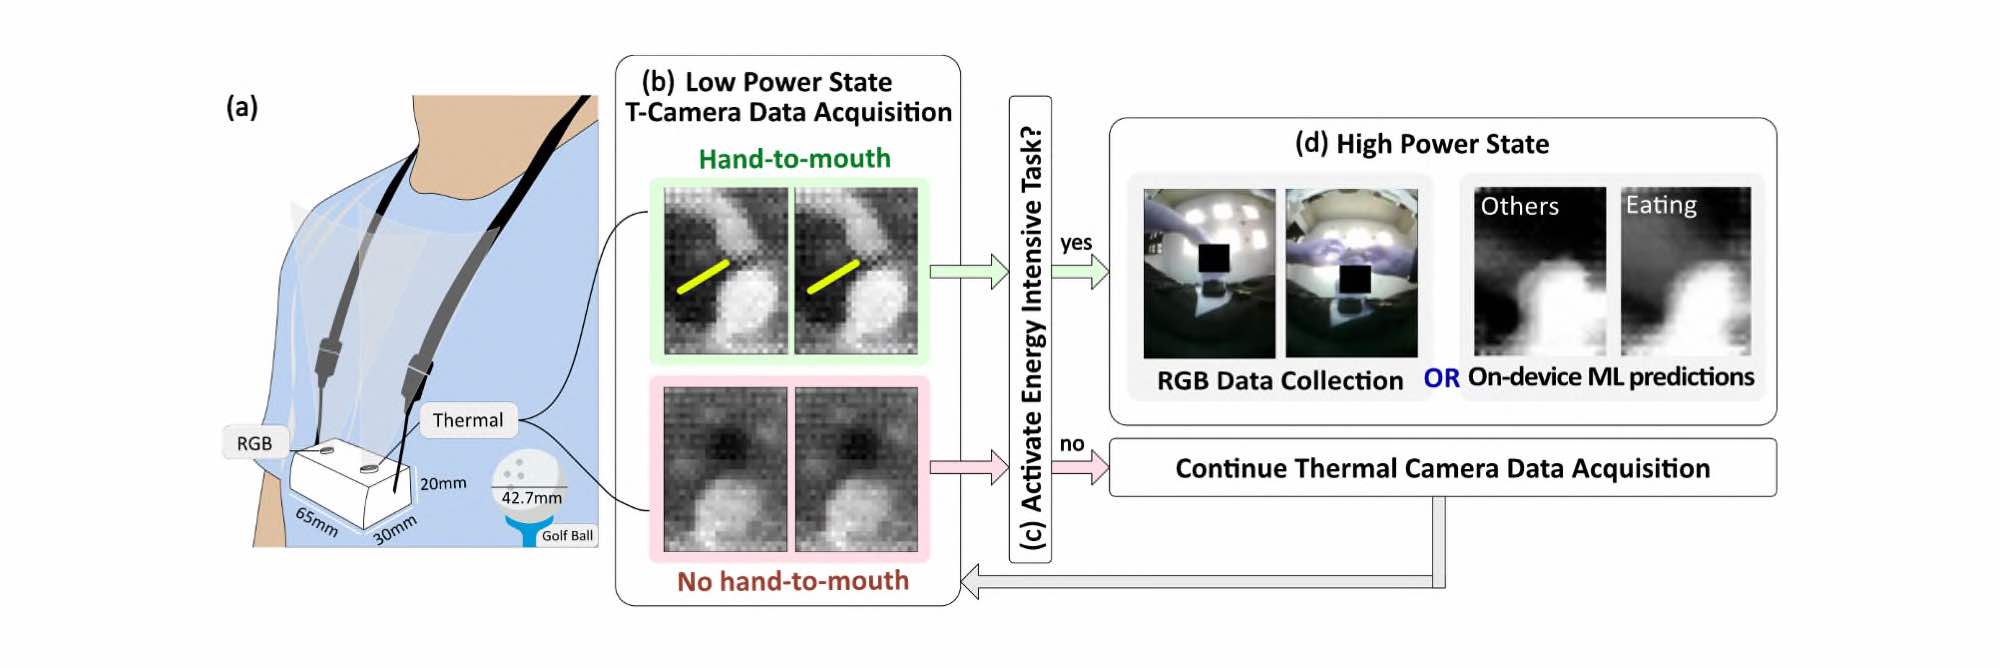 (a)
RGB
Thermal
65mm
30mm
20mm
42.7mm
Golf Ball
(b) Low Power State
T-Camera Data Acquisition
Hand-to-mouth
No hand-to-mouth
(c) Activate Energy Intensive Task?
yes
no
(d) High Power State
Others
Eating
RGB Data Collection OR On-device ML predictions
Continue Thermal Camera Data Acquisition